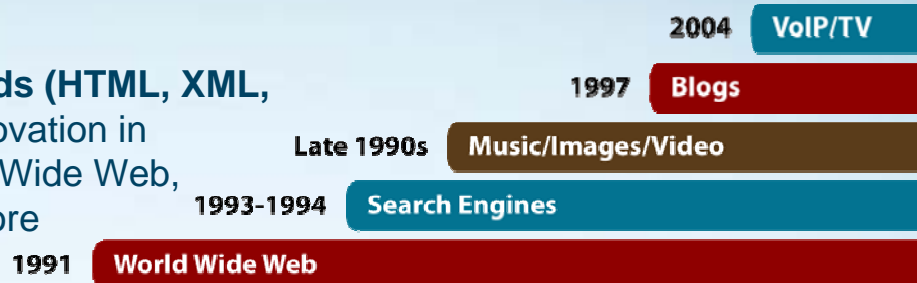 2004 VoIP/TV
ds (HTML, XML,
1997 Blogs
ovation in
Late 1990s Music/Images/Video
Wide Web,
1993-1994 Search Engines
ore
1991 World Wide Web